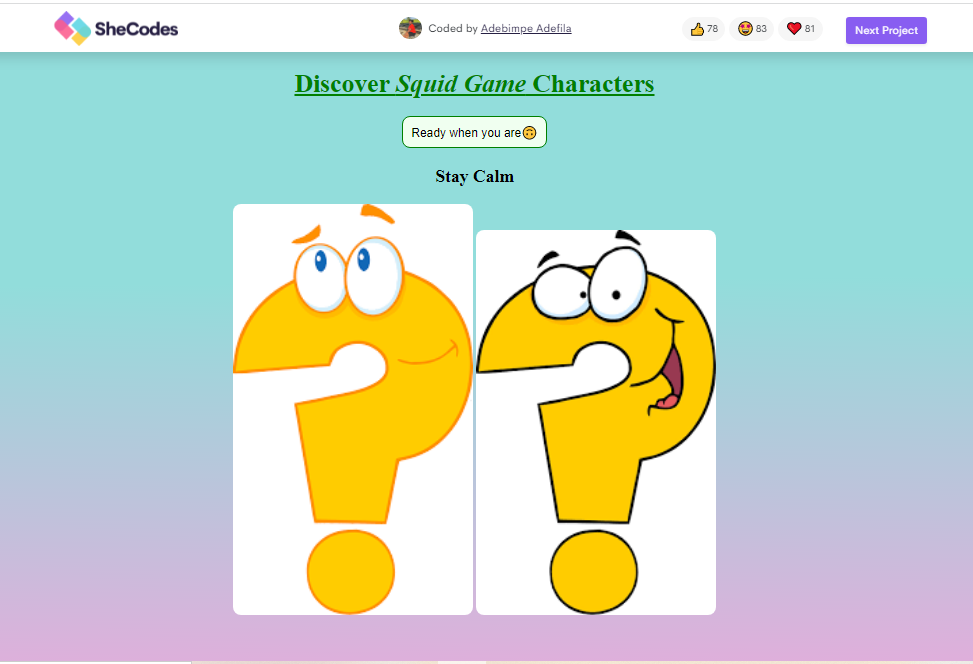 SheCodes
Coded by Adebimpe Adefila
78
83
81
Next Project
Discover Squid Game Characters
Ready when you are🙃
Stay Calm